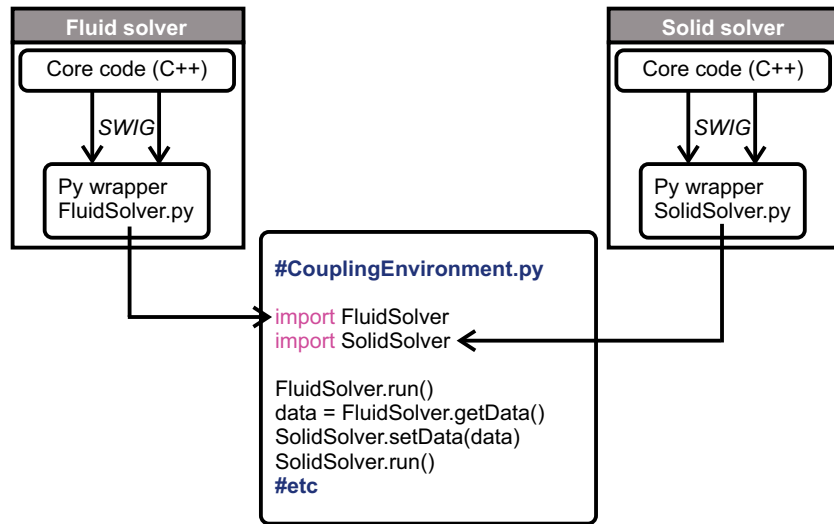 Fluid solver
Core code (C++)
SWIG
Py wrapper
FluidSolver.py
Solid solver
Core code (C++)
SWIG
Py wrapper
SolidSolver.py
#CouplingEnvironment.py
import FluidSolver
import SolidSolver
FluidSolver.run()
data = FluidSolver.getData()
SolidSolver.setData(data)
SolidSolver.run()
#etc